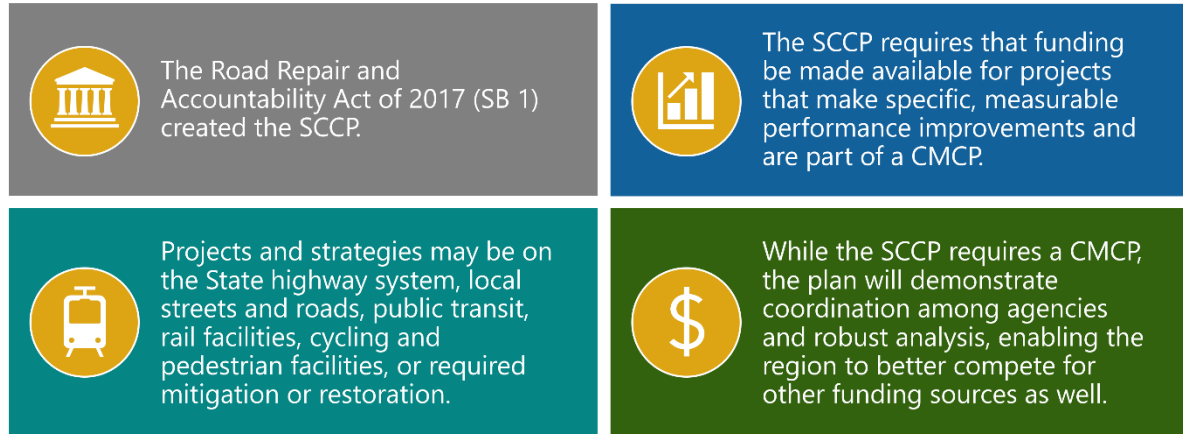 The Road Repair and
Accountability Act of 2017 (SB 1)
created the SCCP.
The SCCP requires that funding
be made available for projects
that make specific, measurable
performance improvements and
are part of a CMCP.
Projects and strategies may be on
the State highway system, local
streets and roads, public transit,
rail facilities, cycling and
pedestrian facilities, or required
mitigation or restoration.
While the SCCP requires a CMCP,
the plan will demonstrate
coordination among agencies
and robust analysis, enabling the
region to better compete for
other funding sources as well.
$